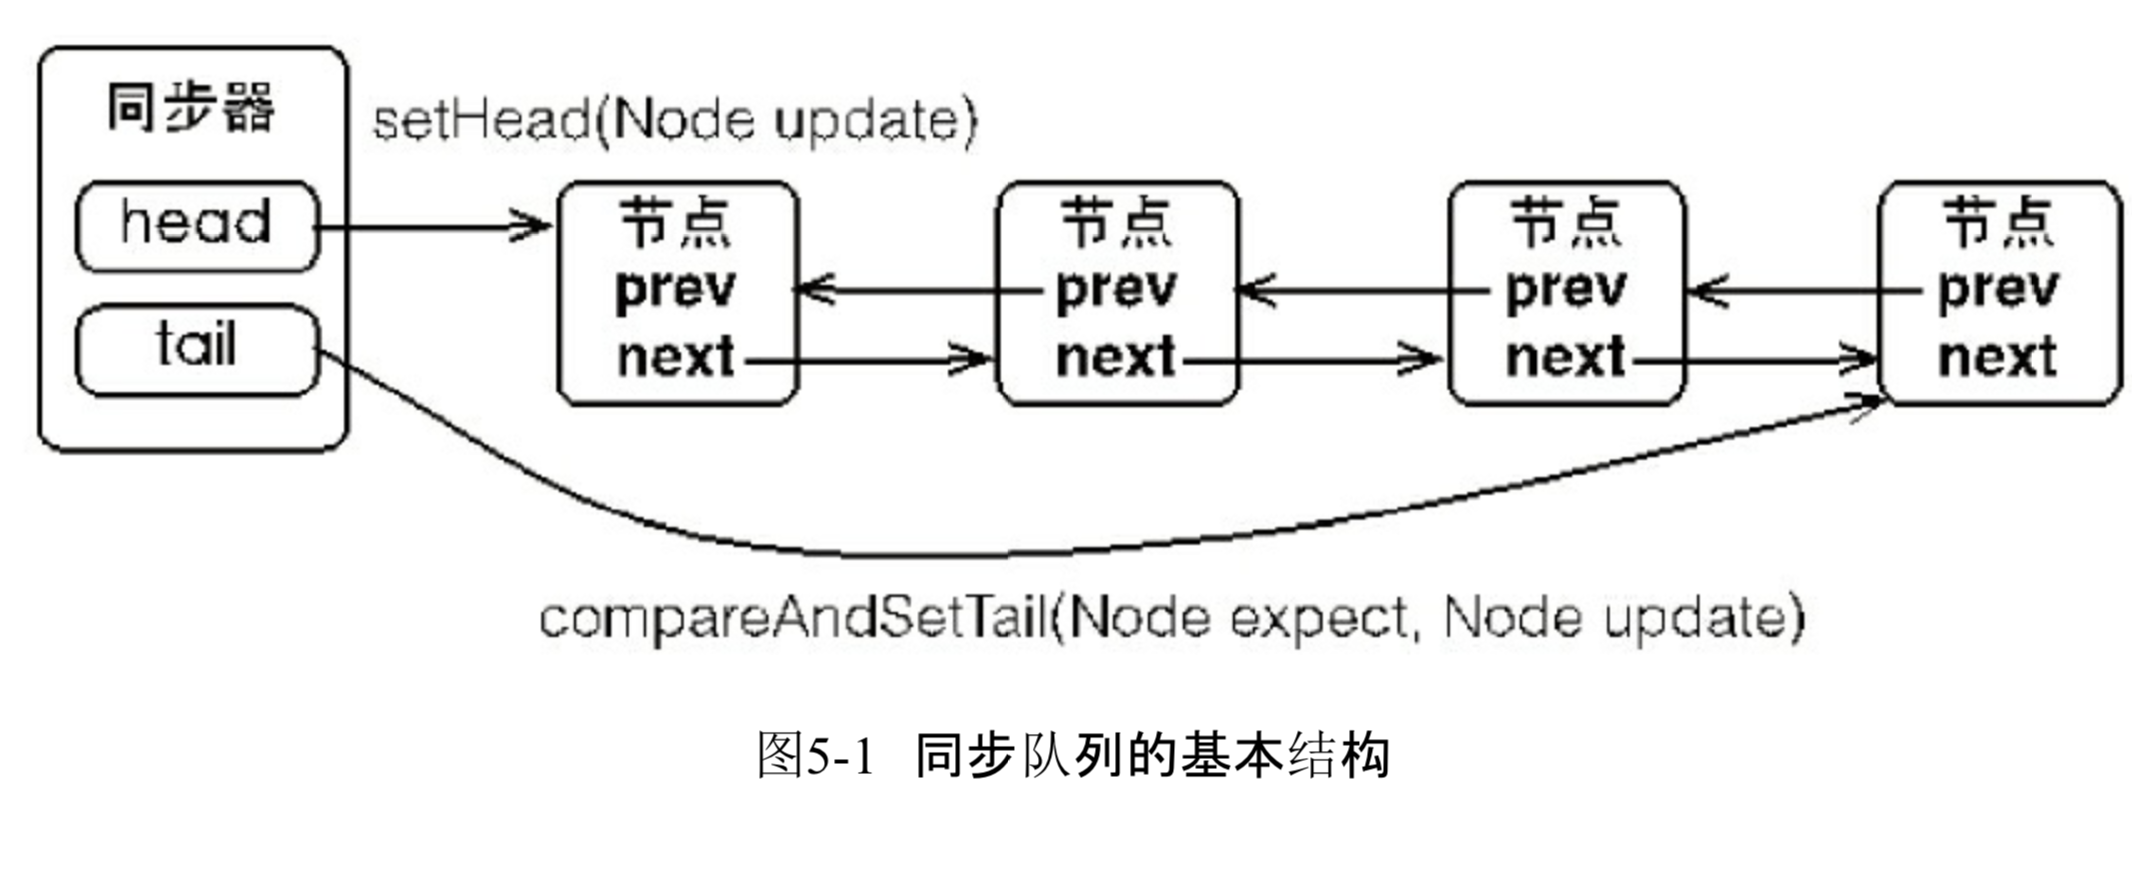 同步器
setHead(Node update)
head
tail
节点
prev
next
节点
prev
next
节点
prev
next
节点
prev
next
compareAndSetTail(Node expect, Node update)
图5-1 同步队列的基本结构